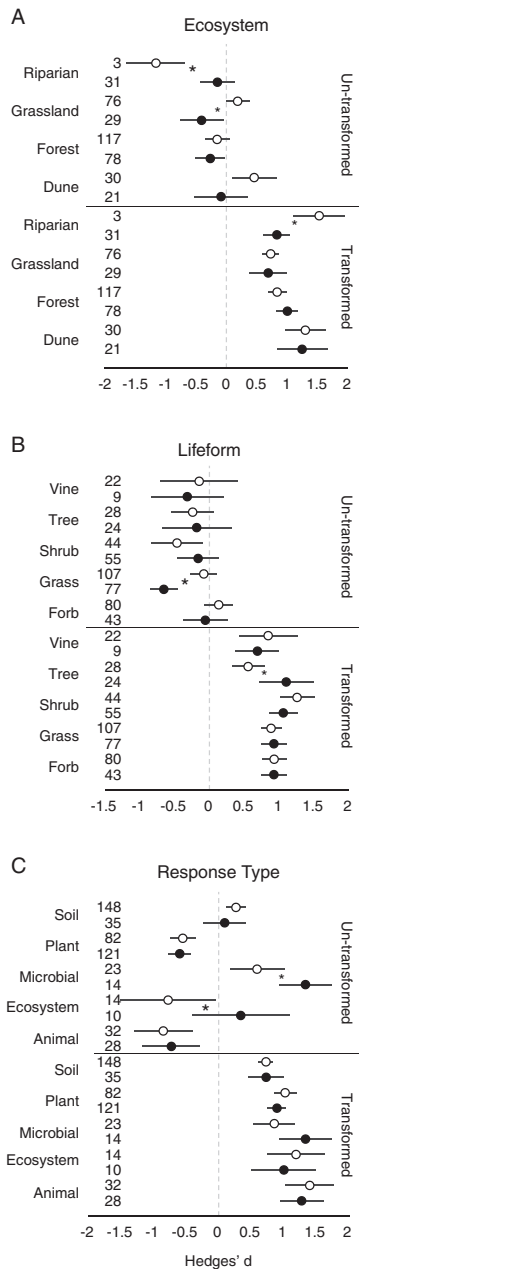 A
Ecosystem
3
Riparian
*
31
76
Grassland
*
29
117
Forest
78
30
Dune
21
Un-transformed
3
Riparian
*
31
76
Grassland
29
117
Forest
78
30
Dune
21
Transformed
-2 -1.5 -1 -0.5 0 0.5 1 1.5 2
B
Lifeform
22
Vine
9
28
Tree
24
44
Shrub
55
107
Grass
*
77
80
Forb
43
Un-transformed
22
Vine
9
28
Tree
*
24
44
Shrub
55
107
Grass
77
80
Forb
43
Transformed
-1.5 -1 -0.5 0 0.5 1 1.5 2
C
Response Type
148
Soil
35
82
Plant
121
23
Microbial
*
14
14
Ecosystem
*
10
32
Animal
28
Un-transformed
148
Soil
35
82
Plant
121
23
Microbial
14
14
Ecosystem
10
32
Animal
28
Transformed
-2 -1.5 -1 -0.5 0 0.5 1 1.5 2
Hedges' d